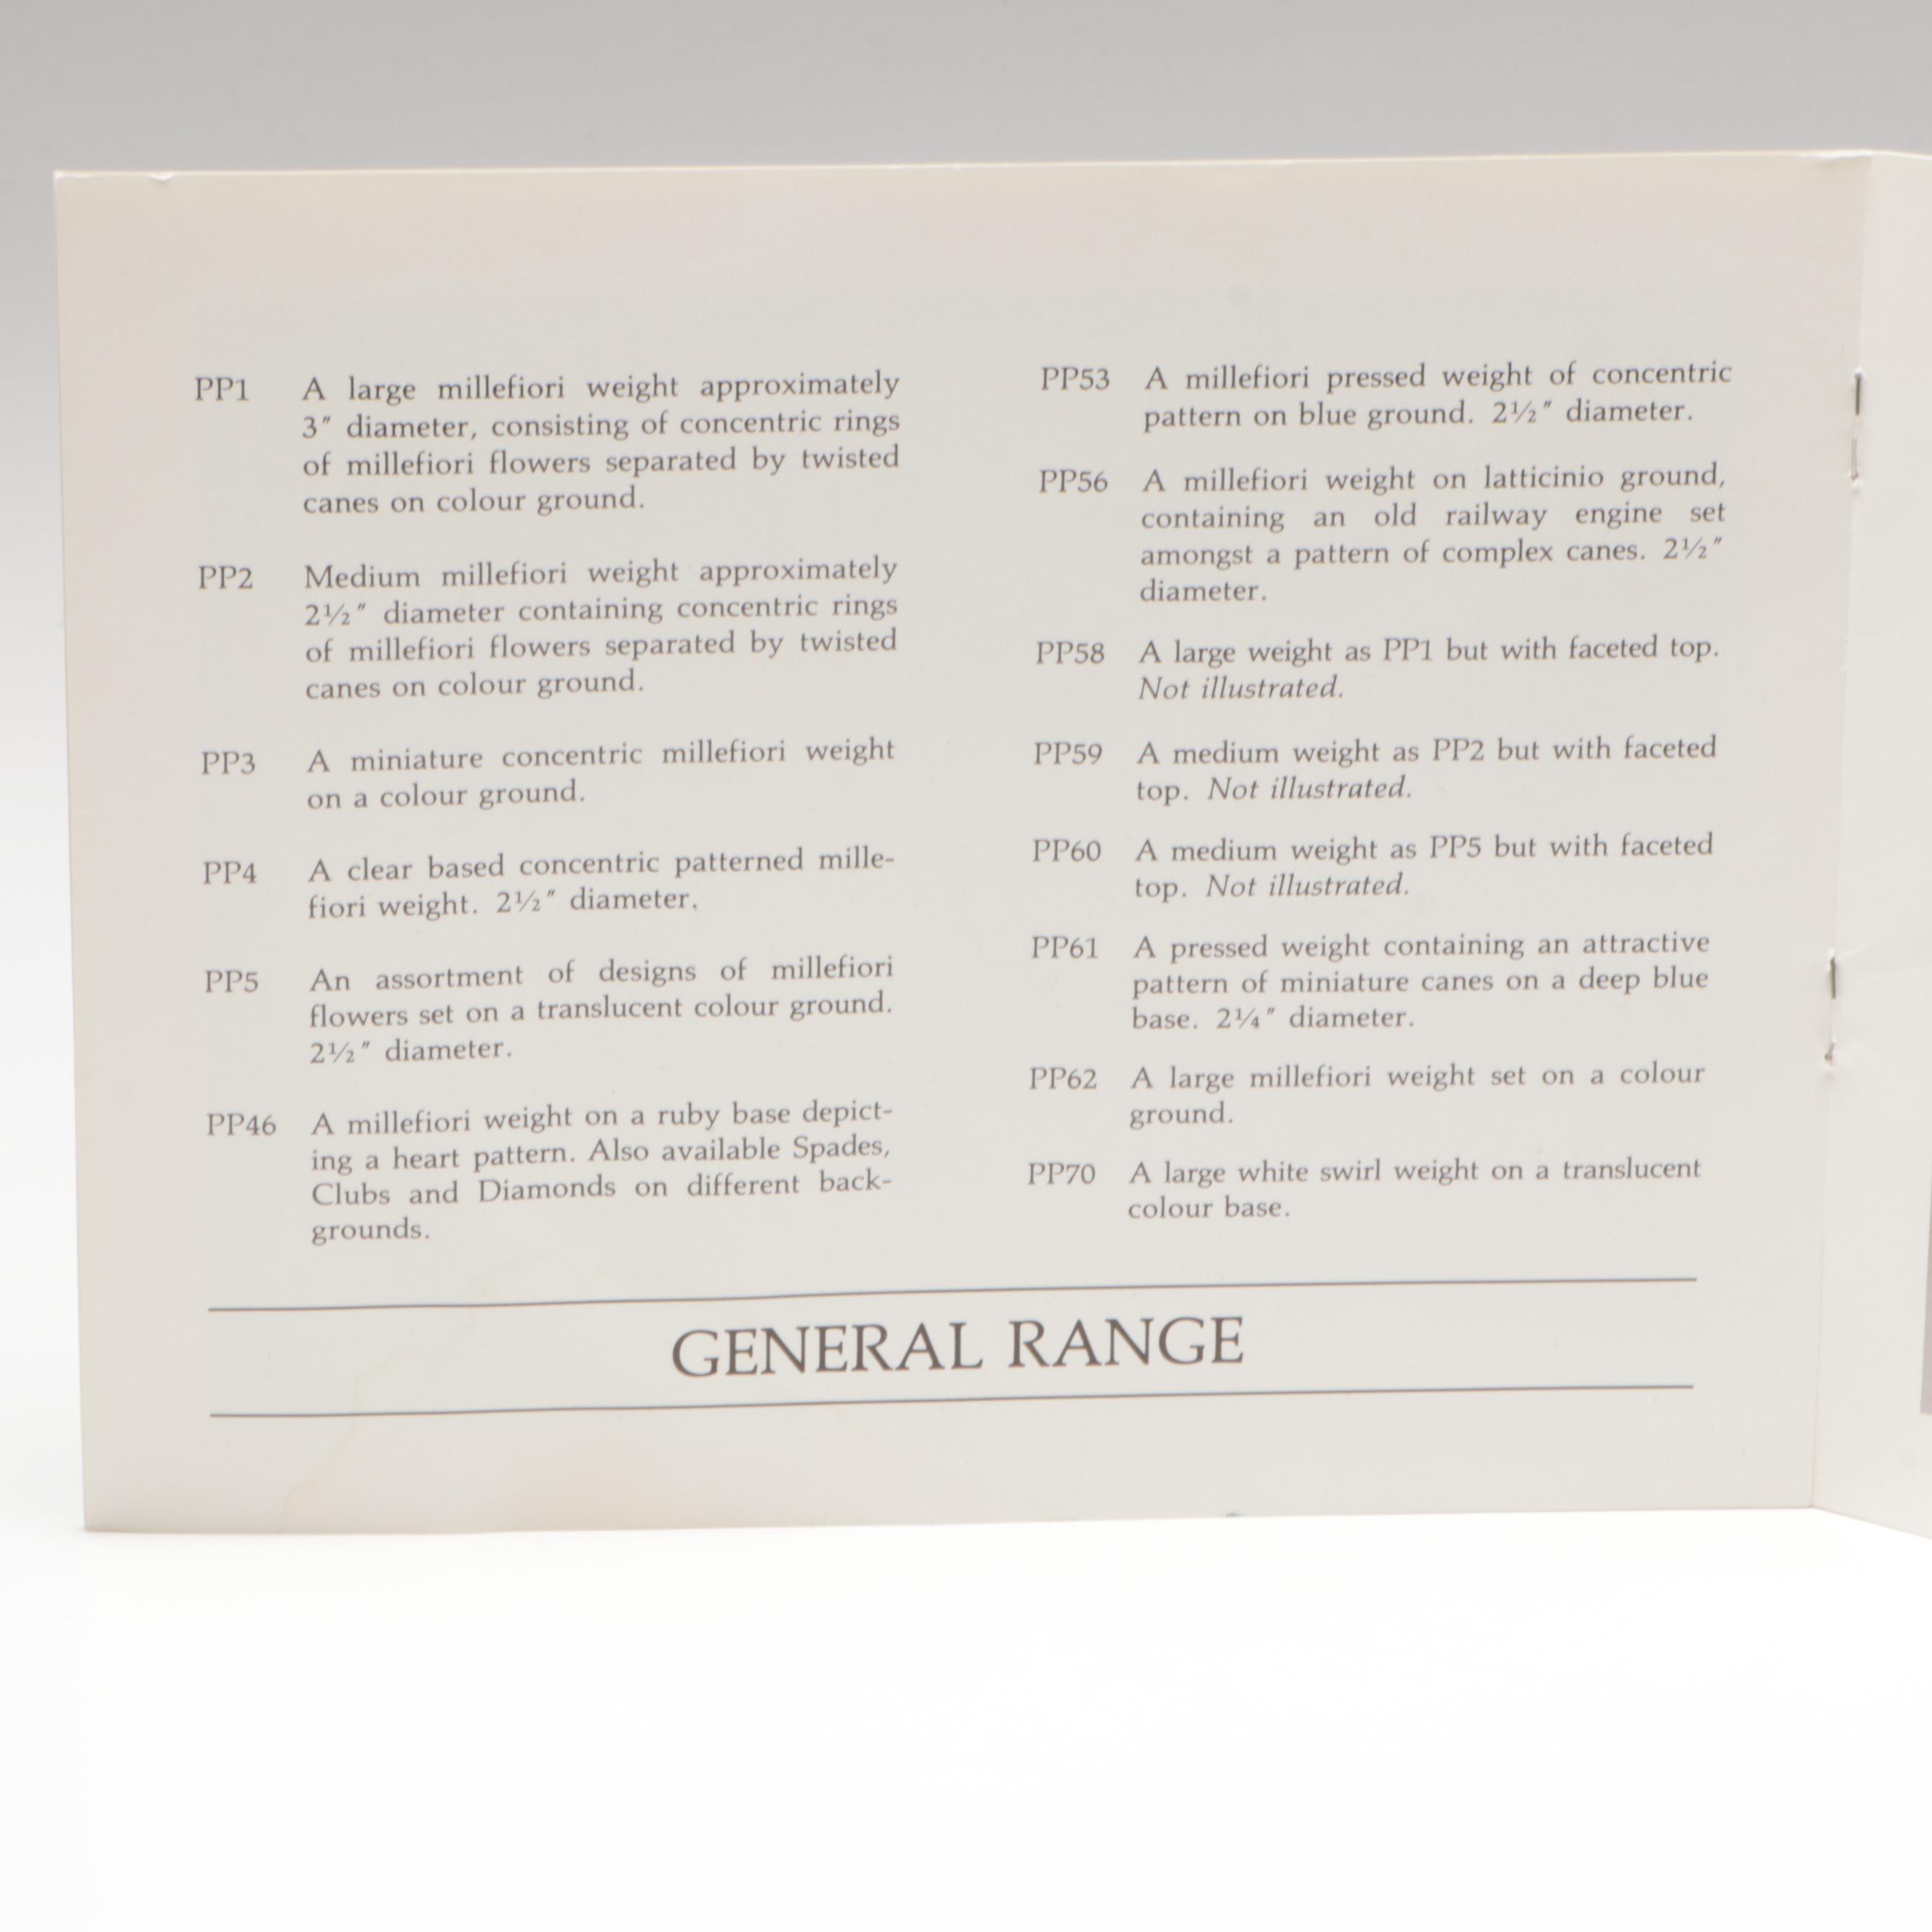 PP1 A large millefiori weight approximately
3″ diameter, consisting of concentric rings
of millefiori flowers separated by twisted
canes on colour ground.
PP2 Medium millefiori weight approximately
2½″ diameter containing concentric rings
of millefiori flowers separated by twisted
canes on colour ground.
PP3 A miniature concentric millefiori weight
on a colour ground.
PP4 A clear based concentric patterned mille-
fiori weight. 2½″ diameter.
PP5 An assortment of designs of millefiori
flowers set on a translucent colour ground.
2½″ diameter.
PP46 A millefiori weight on a ruby base depict-
ing a heart pattern. Also available Spades,
Clubs and Diamonds on different back-
grounds.
PP53 A millefiori pressed weight of concentric
pattern on blue ground. 2½″ diameter.
PP56 A millefiori weight on latticinio ground,
containing an old railway engine set
amongst a pattern of complex canes. 2½″
diameter.
PP58 A large weight as PP1 but with faceted top.
Not illustrated.
PP59 A medium weight as PP2 but with faceted
top. Not illustrated.
PP60 A medium weight as PP5 but with faceted
top. Not illustrated.
PP61 A pressed weight containing an attractive
pattern of miniature canes on a deep blue
base. 2¼″ diameter.
PP62 A large millefiori weight set on a colour
ground.
PP70 A large white swirl weight on a translucent
colour base.
GENERAL RANGE